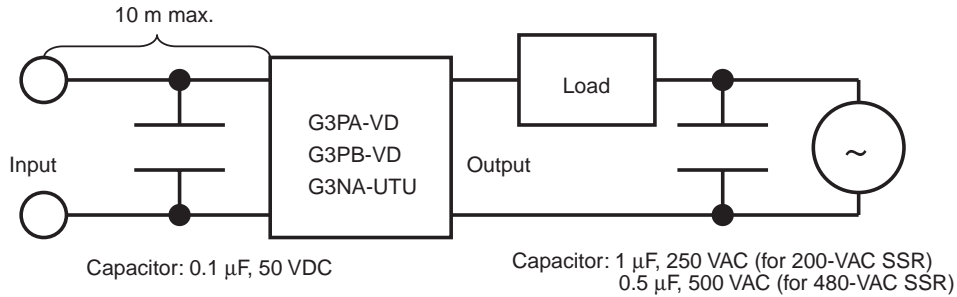 10 m max.
Load
G3PA-VD
G3PB-VD
G3NA-UTU
Input
Output
~
Capacitor: 0.1 μF, 50 VDC
Capacitor: 1 μF, 250 VAC (for 200-VAC SSR)
0.5 μF, 500 VAC (for 480-VAC SSR)